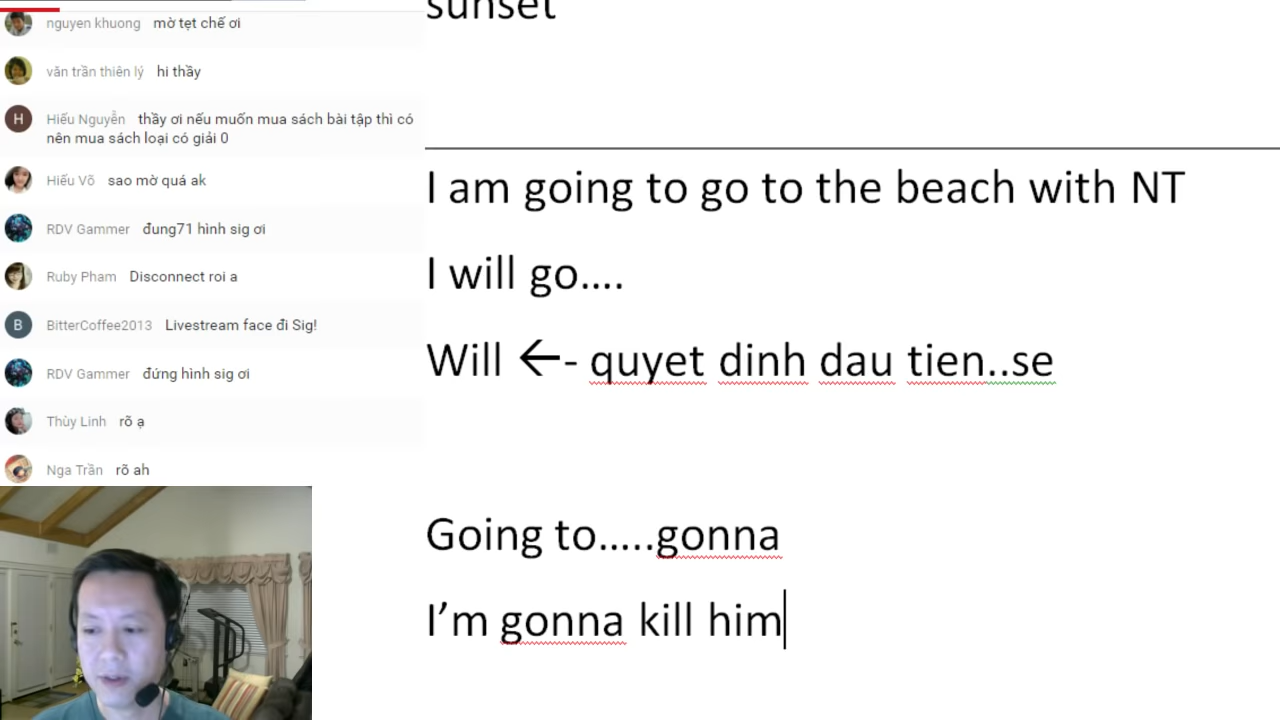 nguyen khuong mờ tẹt chế ơi
văn trần thiên lý hi thầy
H Hiếu Nguyễn thầy ơi nếu muốn mua sách bài tập thì có
nên mua sách loại có giải 0
Hiếu Võ sao mờ quá ak
RDV Gammer đung71 hình sig ơi
Ruby Pham Disconnect roi a
B BitterCoffee2013 Livestream face đi Sig!
RDV Gammer đứng hình sig ơi
Thùy Linh rõ ạ
Nga Trần rõ ah
sunset
I am going to go to the beach with NT
I will go....
Will ←- quyet dinh dau tien..se
Going to.....gonna
I’m gonna kill him